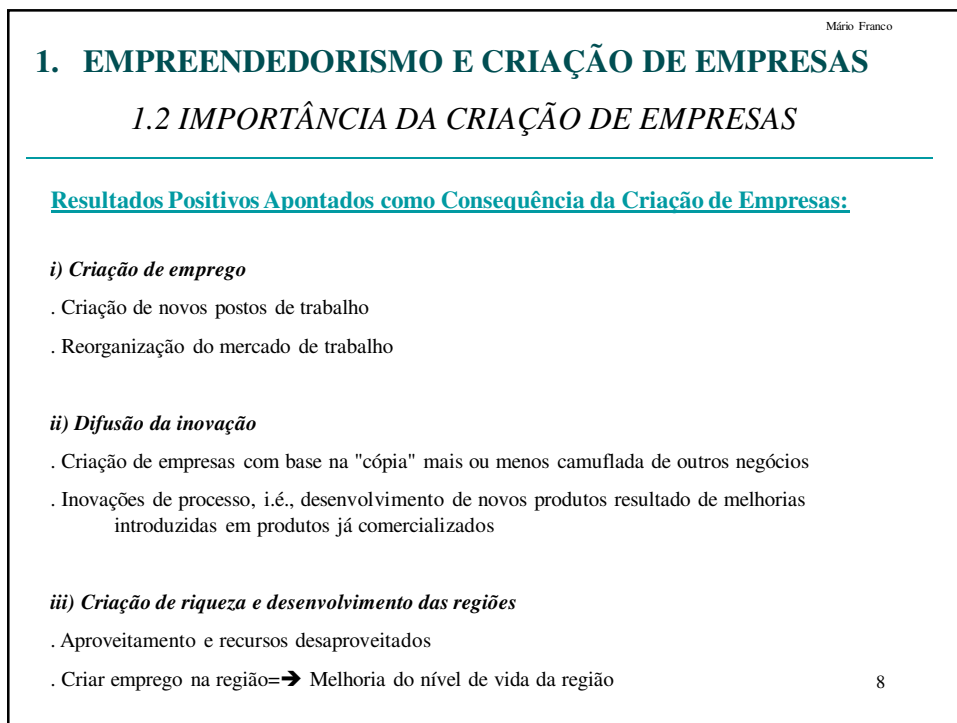 Mário Franco
1. EMPREENDEDORISMO E CRIAÇÃO DE EMPRESAS
1.2 IMPORTÂNCIA DA CRIAÇÃO DE EMPRESAS
Resultados Positivos Apontados como Consequência da Criação de Empresas:
i) Criação de emprego
. Criação de novos postos de trabalho
. Reorganização do mercado de trabalho
ii) Difusão da inovação
. Criação de empresas com base na "cópia" mais ou menos camuflada de outros negócios
. Inovações de processo, i.é., desenvolvimento de novos produtos resultado de melhorias
introduzidas em produtos já comercializados
iii) Criação de riqueza e desenvolvimento das regiões
. Aproveitamento e recursos desaproveitados
. Criar emprego na região=➔ Melhoria do nível de vida da região
8